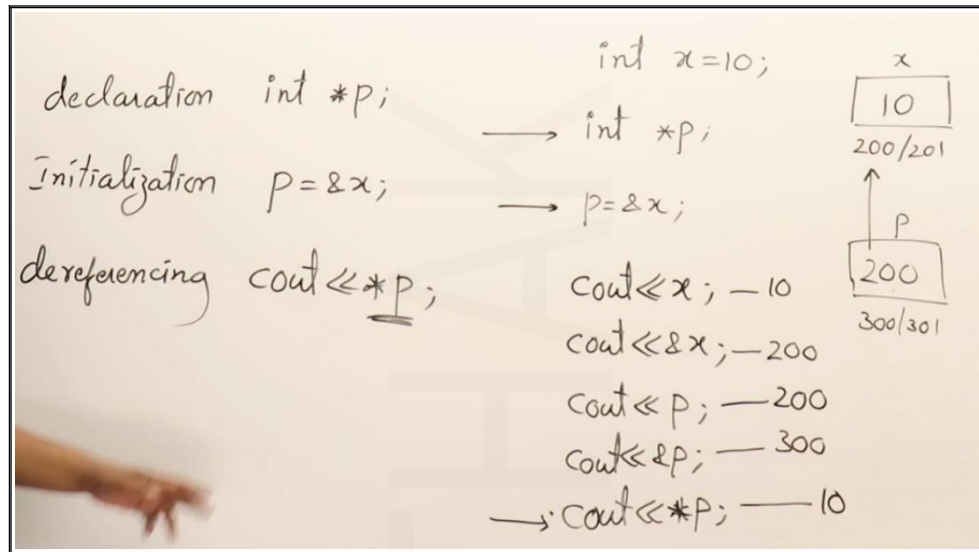 declaration int *p;
Initialization p=&x;
dereferencing cout<<*p;
int x=10;
→ int *p;
→ p=&x;
cout<<x; — 10
cout<<&x; — 200
cout<<p; — 200
cout<<&p; — 300
→ cout<<*p; — 10
x
10
200/201
p
200
300/301